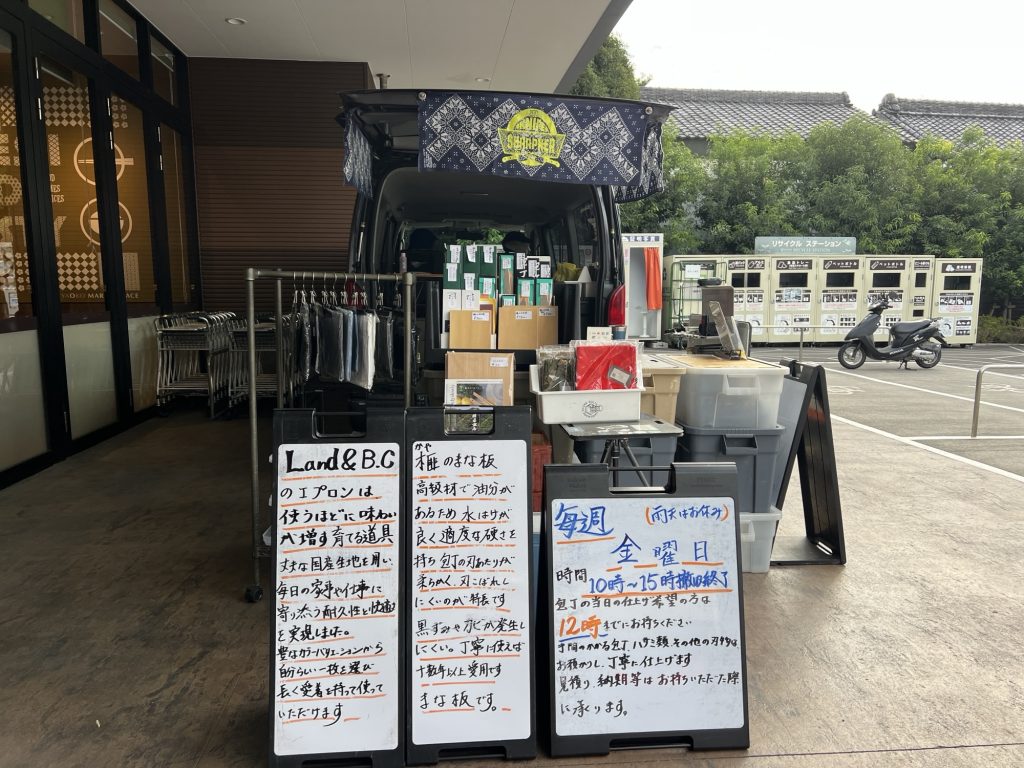 SHARPNER
リサイクル ステーション
Land & B.C
のエプロンは
使うほどに味わい
が増す育てる道具
丈夫な国産生地を用い、
毎日の家事や仕事に
寄り添う耐久性と快適さ
を実現しました。
豊富なカラーバリエーションから
自分らしい一枚を選び
長く愛着を持って使って
いただけます
かや
榧のまな板
高級材で油分が
あるため水はけが
良く適度な硬さを
持ち包丁の刃あたりが
柔らかく刃こぼれし
にくいのが特長です
黒ずみやカビが発生し
にくい。丁寧に使えば
十数年以上愛用です
まな板です。
毎週 (雨天はお休み)
金曜日
時間 10時〜15時撤収終了
包丁の当日の仕上げ希望の方は
12時までにお持ちください
手間のかかる包丁、ハサミ類、その他の刃物は、
お預かりし、丁寧に仕上げます
見積り、納期等はお持ちいただた際
に承ります。